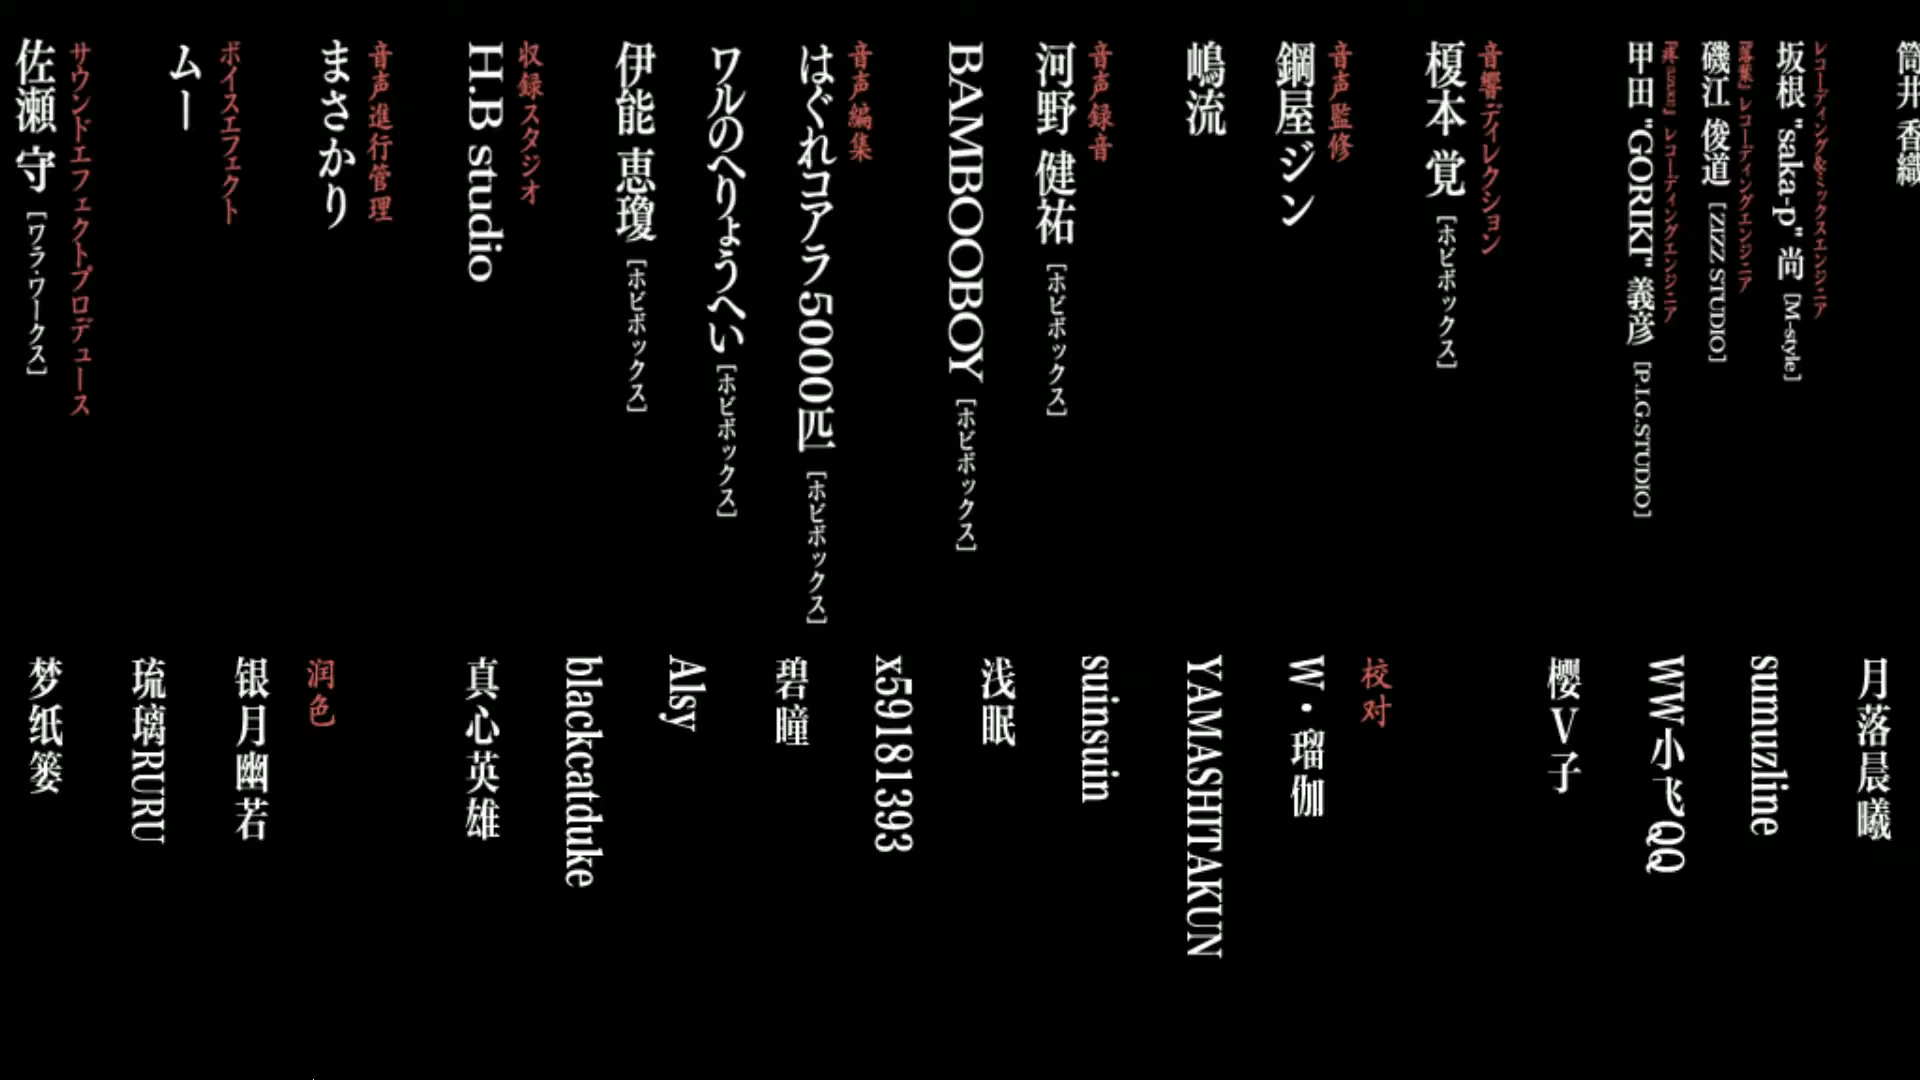 筒井 香織
レコーディング&ミックスエンジニア
坂根 "saka-p" 尚 [M-style]
『落葉』レコーディングエンジニア
磯江 俊道 [ZIZZ STUDIO]
レコーディングエンジニア
甲田 "GORIKI" 義彦 [P.I.G.STUDIO]
音響ディレクション
榎本 覚 [ホビボックス]
音声監修
鋼屋ジン
嶋流
音声録音
河野 健祐 [ホビボックス]
BAMBOOBOY [ホビボックス]
音声編集
はぐれコアラ5000匹 [ホビボックス]
ワルのへりょうへい [ホビボックス]
伊能 恵瓊 [ホビボックス]
収録スタジオ
H.B studio
音声進行管理
まさかり
ボイスエフェクト
ムー
サウンドエフェクトプロデュース
佐瀬 守 [ワラ・ワークス]
月落晨曦
sumuzline
WW小飞QQ
樱V子
校对
W・瑠伽
YAMASHITAKUN
suinsuin
浅眠
x59181393
碧瞳
Alsy
blackcatduke
真心英雄
润色
银月幽若
琉璃RURU
梦纸篓